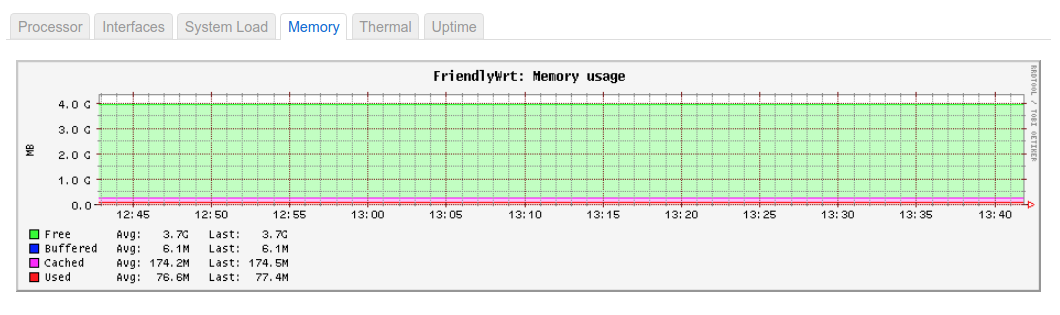 Processor Interfaces System Load Memory Thermal Uptime
FriendlyWrt: Memory usage
RRDTOOL / TOBI OETIKER
MB
4.0 G
3.0 G
2.0 G
1.0 G
0.0
12:45 12:50 12:55 13:00 13:05 13:10 13:15 13:20 13:25 13:30 13:35 13:40
Free Avg: 3.7G Last: 3.7G
Buffered Avg: 6.1M Last: 6.1M
Cached Avg: 174.2M Last: 174.5M
Used Avg: 76.6M Last: 77.4M